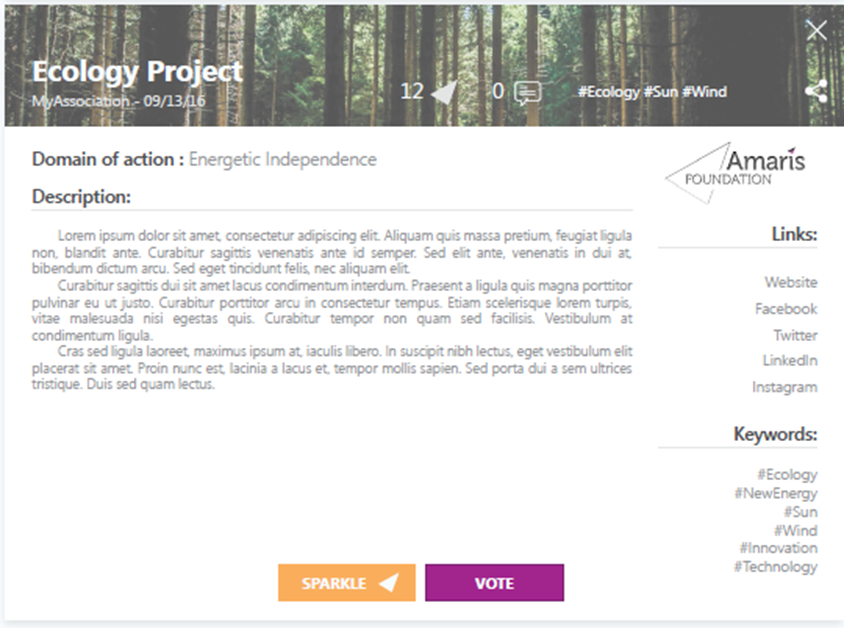 Ecology Project
MyAssociation - 09/13/16
12
0
#Ecology #Sun #Wind
Domain of action : Energetic Independence
Description:
Lorem ipsum dolor sit amet, consectetur adipiscing elit. Aliquam quis massa pretium, feugiat ligula
non, blandit ante. Curabitur sagittis venenatis ante id semper. Sed elit ante, venenatis in dui at,
bibendum dictum arcu. Sed eget tincidunt felis, nec aliquam elit.
Curabitur sagittis dui sit amet lacus condimentum interdum. Praesent a ligula quis magna porttitor
pulvinar eu ut justo. Curabitur porttitor arcu in consectetur tempus. Etiam scelerisque lorem turpis,
vitae malesuada nisi egestas quis. Curabitur tempor non quam sed facilisis. Vestibulum at
condimentum ligula.
Cras sed ligula laoreet, maximus ipsum at, iaculis libero. In suscipit nibh lectus, eget vestibulum elit
placerat sit amet. Proin nunc est, lacinia a lacus et, tempor mollis sapien. Sed porta dui a sem ultrices
tristique. Duis sed quam lectus.
Amaris
FOUNDATION
Links:
Website
Facebook
Twitter
LinkedIn
Instagram
Keywords:
#Ecology
#NewEnergy
#Sun
#Wind
#Innovation
#Technology
SPARKLE
VOTE